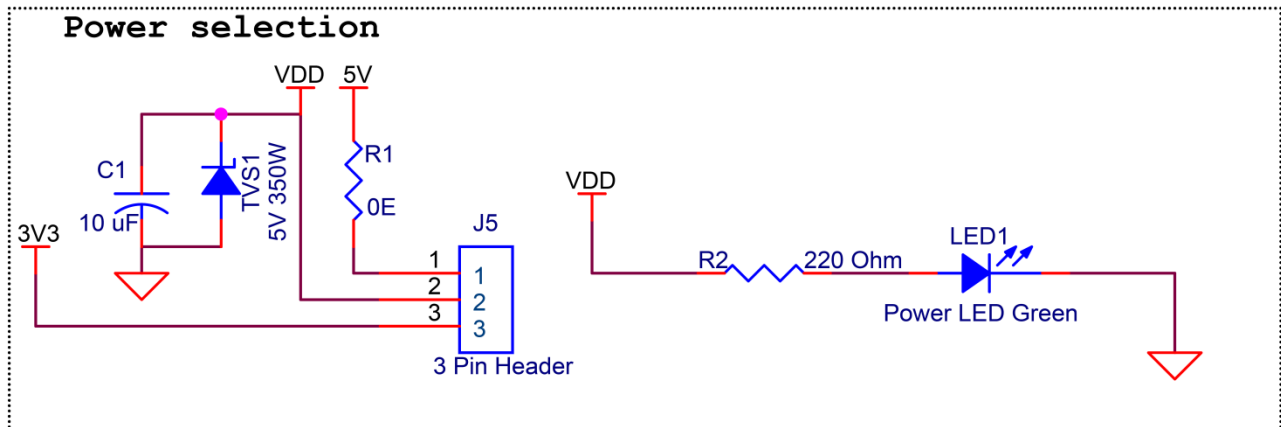 Power selection
VDD 5V
C1
10 uF
TVS1
5V 350W
R1
0E
3V3
J5
1 1
2 2
3 3
3 Pin Header
VDD
R2 220 Ohm
LED1
Power LED Green